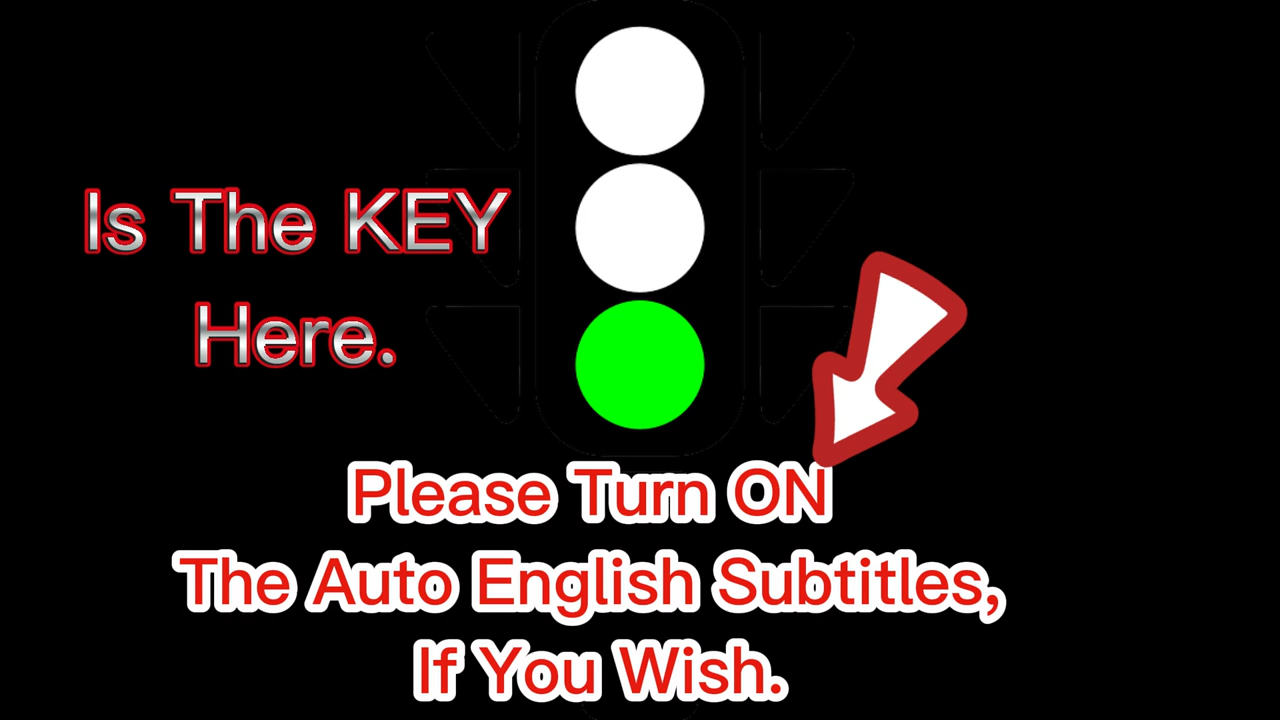 Is The KEY
Here.
Please Turn ON
The Auto English Subtitles,
If You Wish.